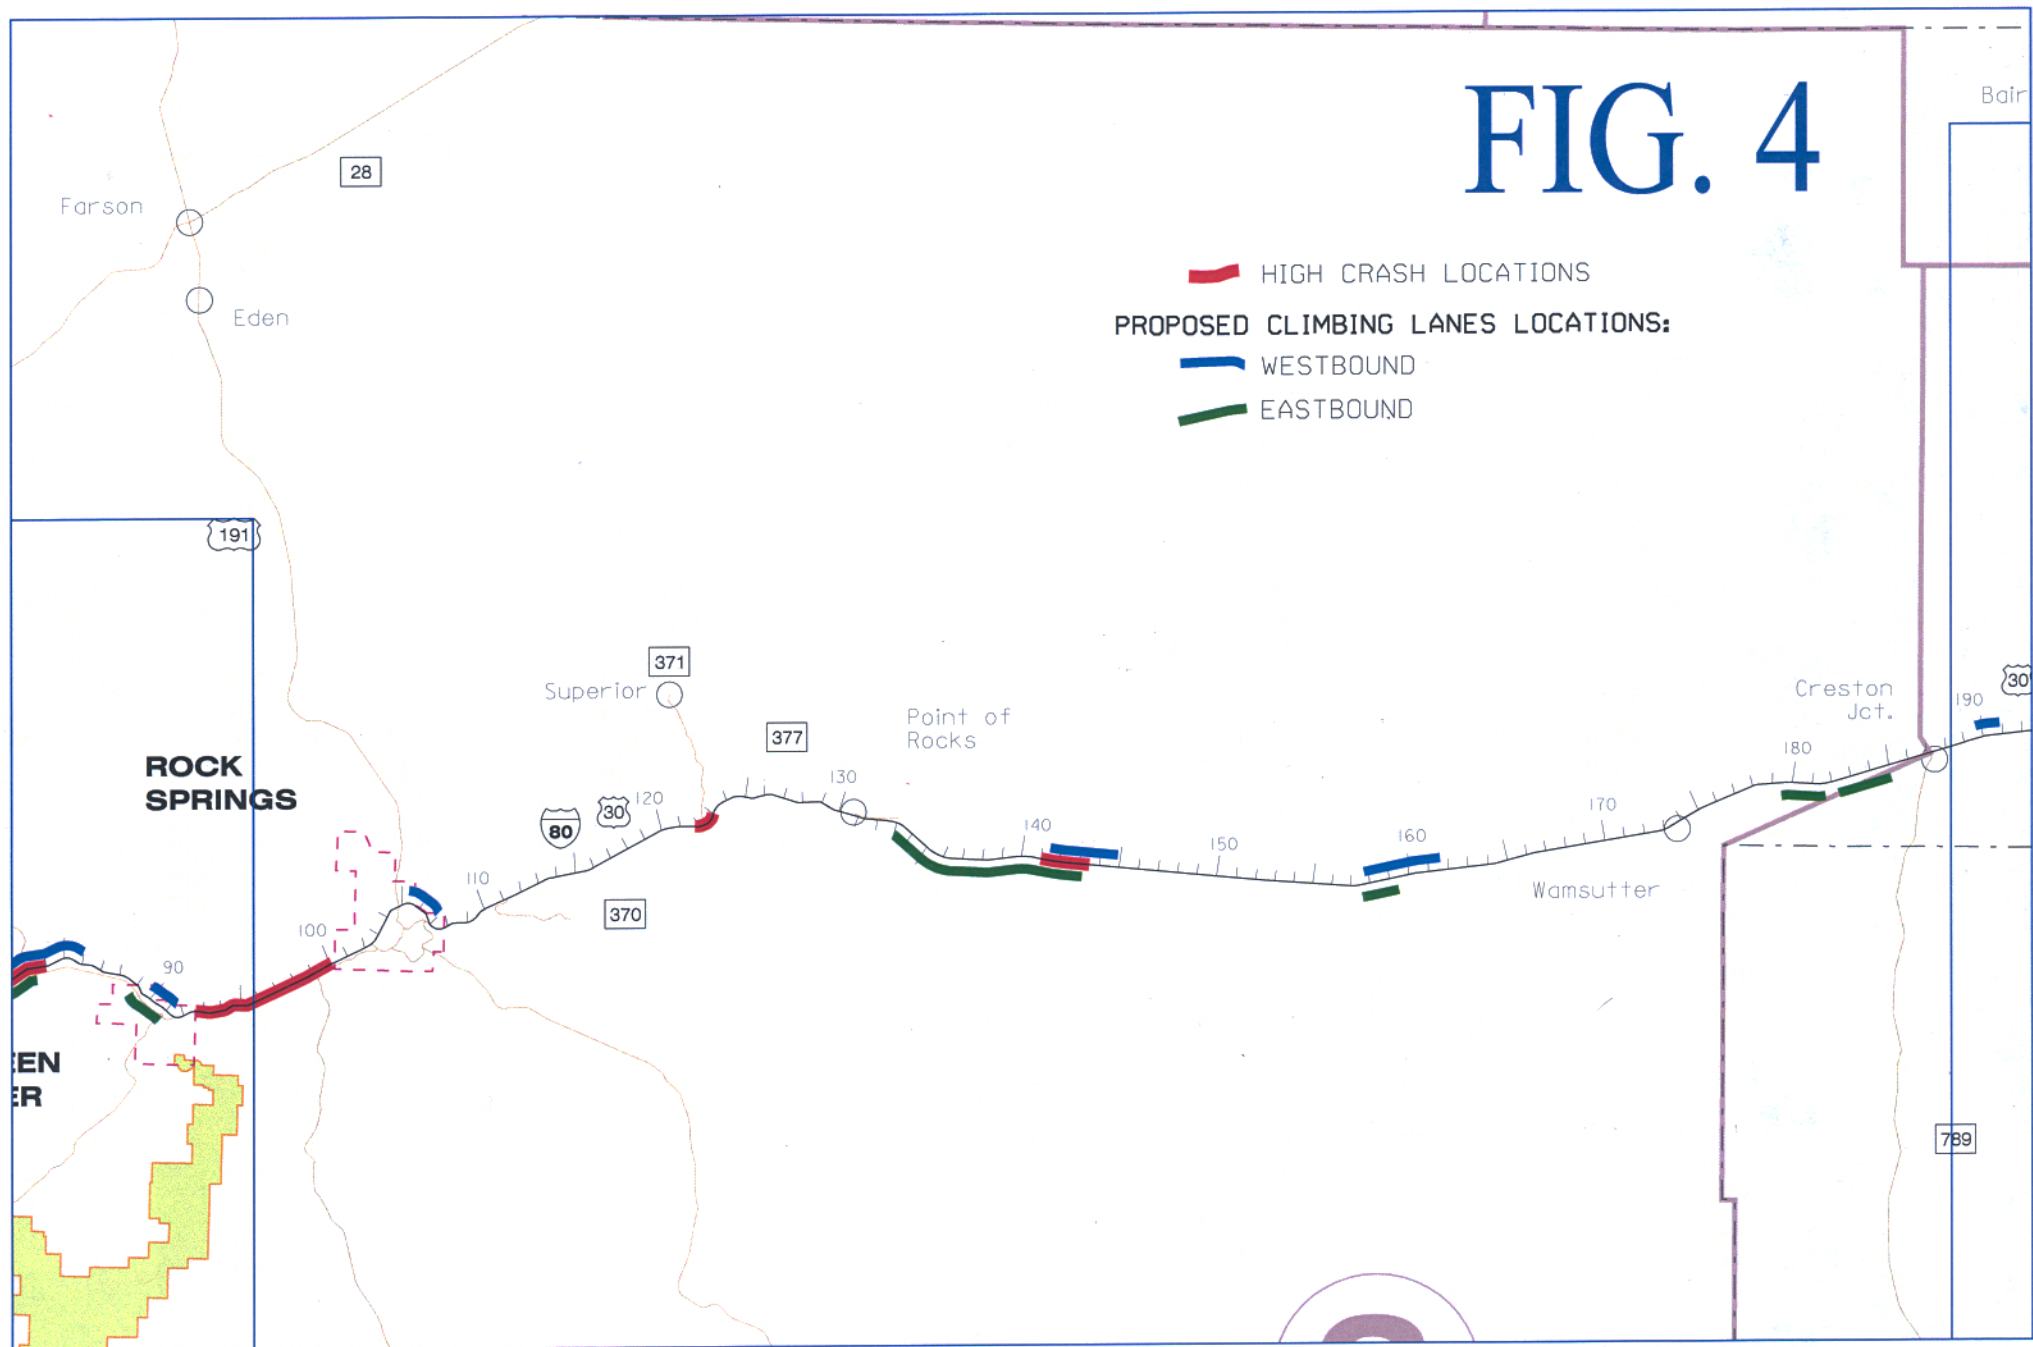 FIG. 4
Bair
28
Farson
Eden
HIGH CRASH LOCATIONS
PROPOSED CLIMBING LANES LOCATIONS:
WESTBOUND
EASTBOUND
191
371
Superior
377
Point of
Rocks
Creston
Jct.
190
30
180
ROCK
SPRINGS
130
120
30
80
140
150
160
170
Wamsutter
110
370
100
90
EEN
ER
789